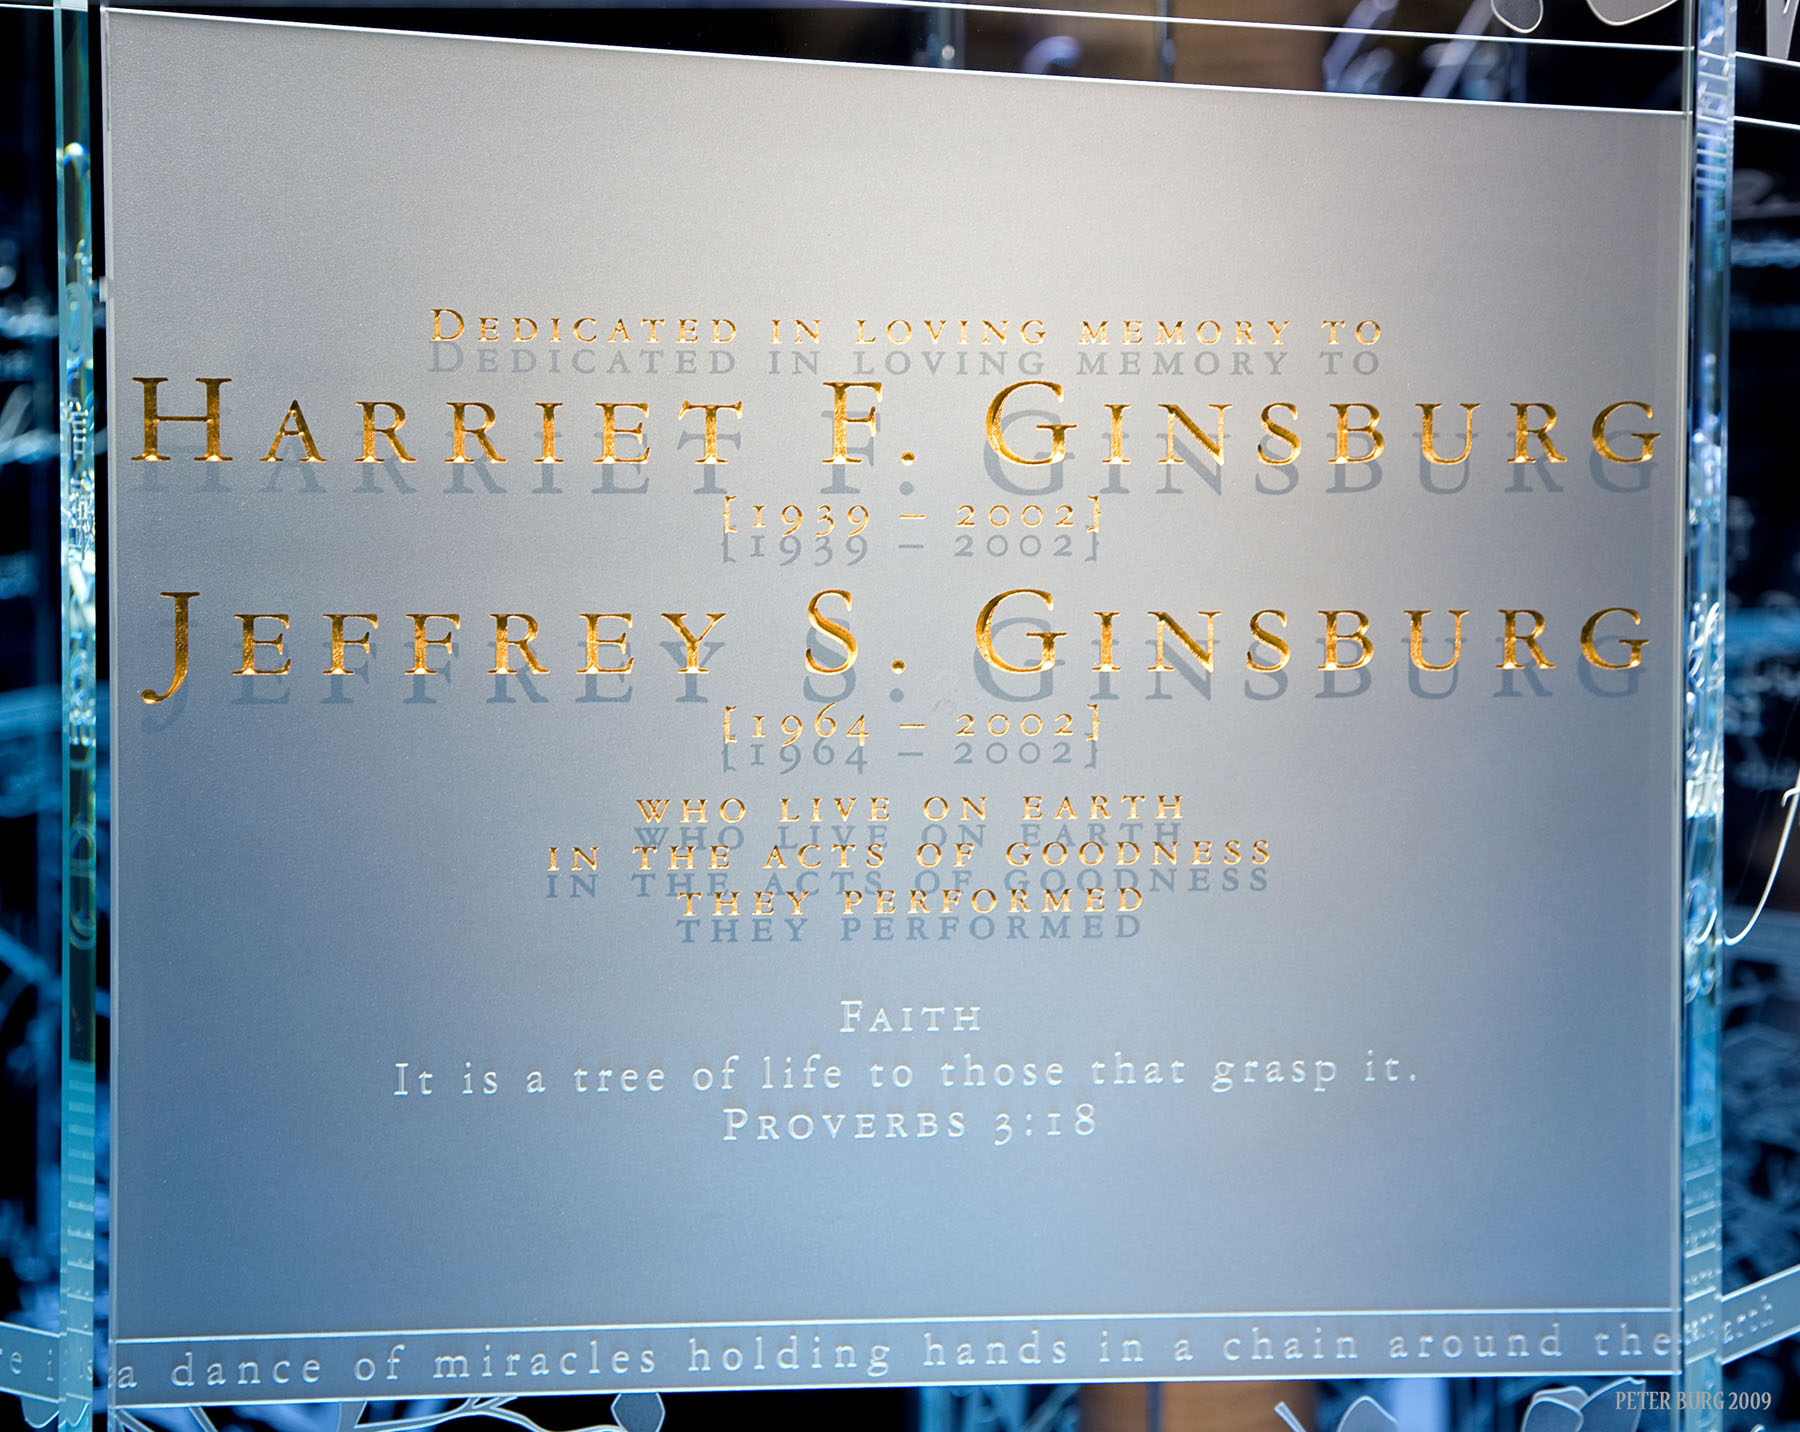 DEDICATED IN LOVING MEMORY TO
HARRIET F. GINSBURG
[1939 – 2002]
JEFFREY S. GINSBURG
[1964 – 2002]
WHO LIVE ON EARTH
IN THE ACTS OF GOODNESS
THEY PERFORMED
FAITH
It is a tree of life to those that grasp it.
PROVERBS 3:18
a dance of miracles holding hands in a chain around the
PETER BURG 2009